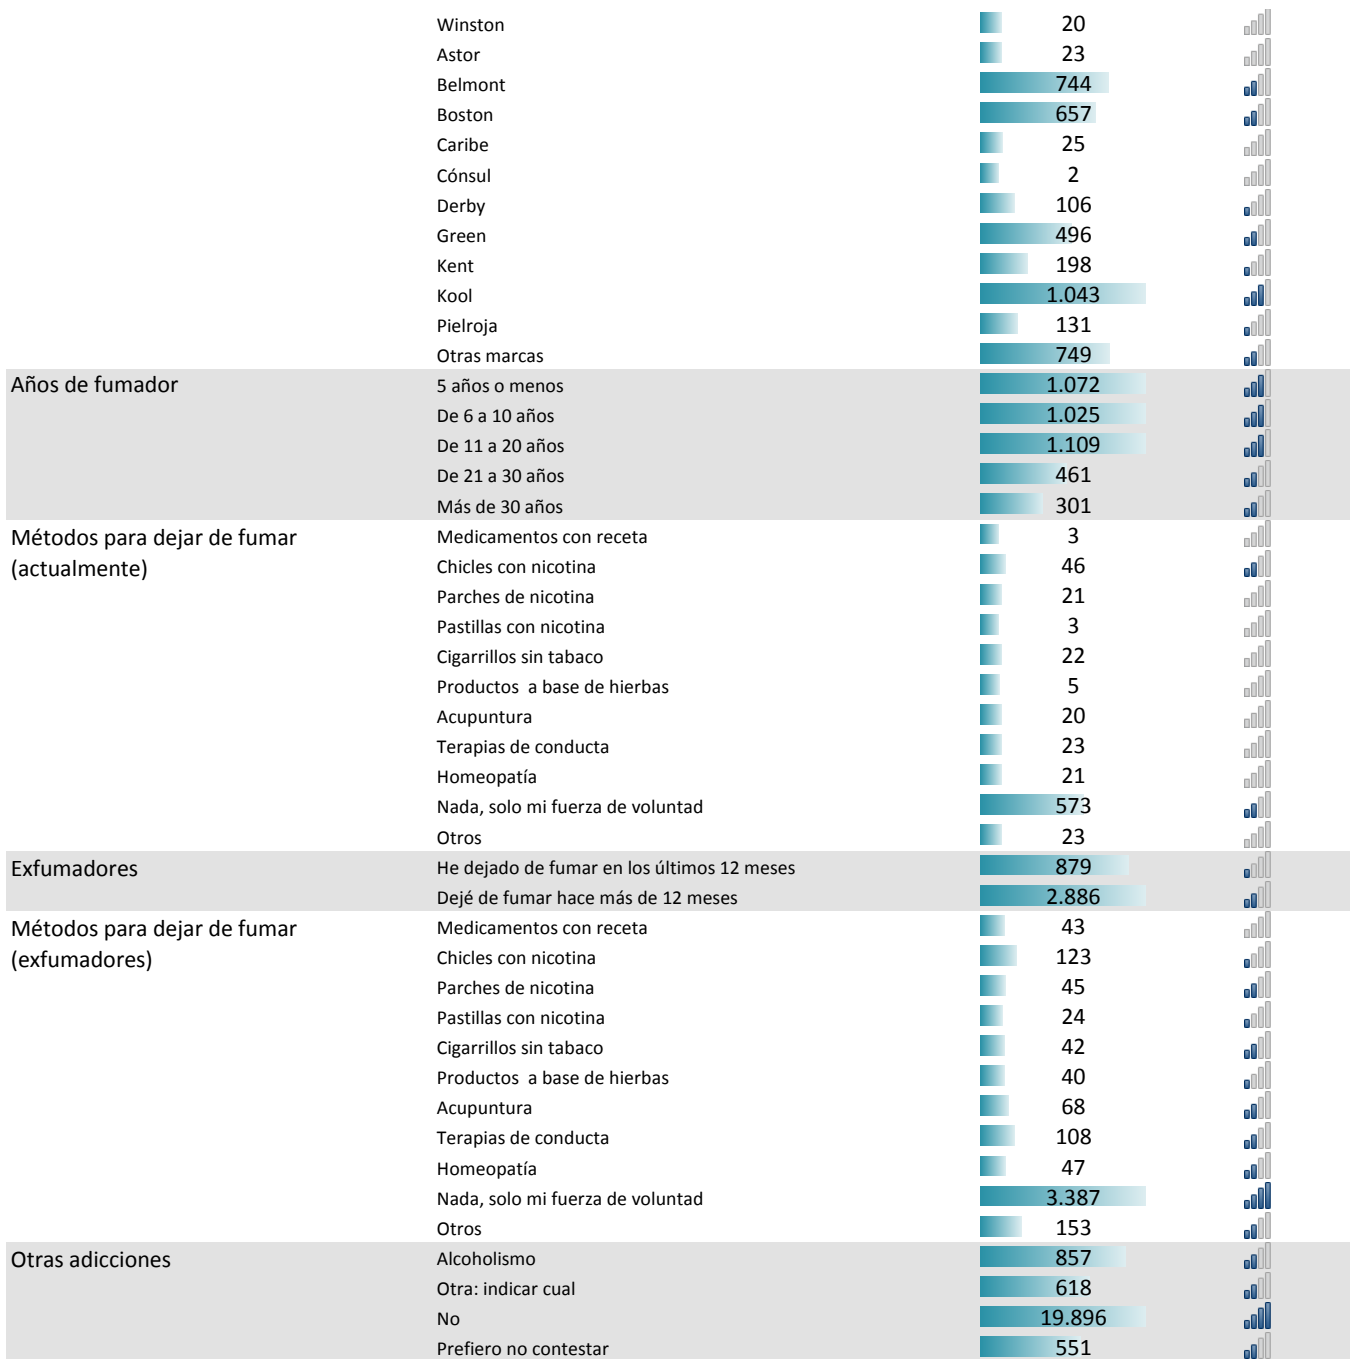 Winston 20
Astor 23
Belmont 744
Boston 657
Caribe 25
Cónsul 2
Derby 106
Green 496
Kent 198
Kool 1.043
Pielroja 131
Otras marcas 749
Años de fumador 5 años o menos 1.072
De 6 a 10 años 1.025
De 11 a 20 años 1.109
De 21 a 30 años 461
Más de 30 años 301
Métodos para dejar de fumar Medicamentos con receta 3
(actualmente) Chicles con nicotina 46
Parches de nicotina 21
Pastillas con nicotina 3
Cigarrillos sin tabaco 22
Productos a base de hierbas 5
Acupuntura 20
Terapias de conducta 23
Homeopatía 21
Nada, solo mi fuerza de voluntad 573
Otros 23
Exfumadores He dejado de fumar en los últimos 12 meses 879
Dejé de fumar hace más de 12 meses 2.886
Métodos para dejar de fumar Medicamentos con receta 43
(exfumadores) Chicles con nicotina 123
Parches de nicotina 45
Pastillas con nicotina 24
Cigarrillos sin tabaco 42
Productos a base de hierbas 40
Acupuntura 68
Terapias de conducta 108
Homeopatía 47
Nada, solo mi fuerza de voluntad 3.387
Otros 153
Otras adicciones Alcoholismo 857
Otra: indicar cual 618
No 19.896
Prefiero no contestar 551